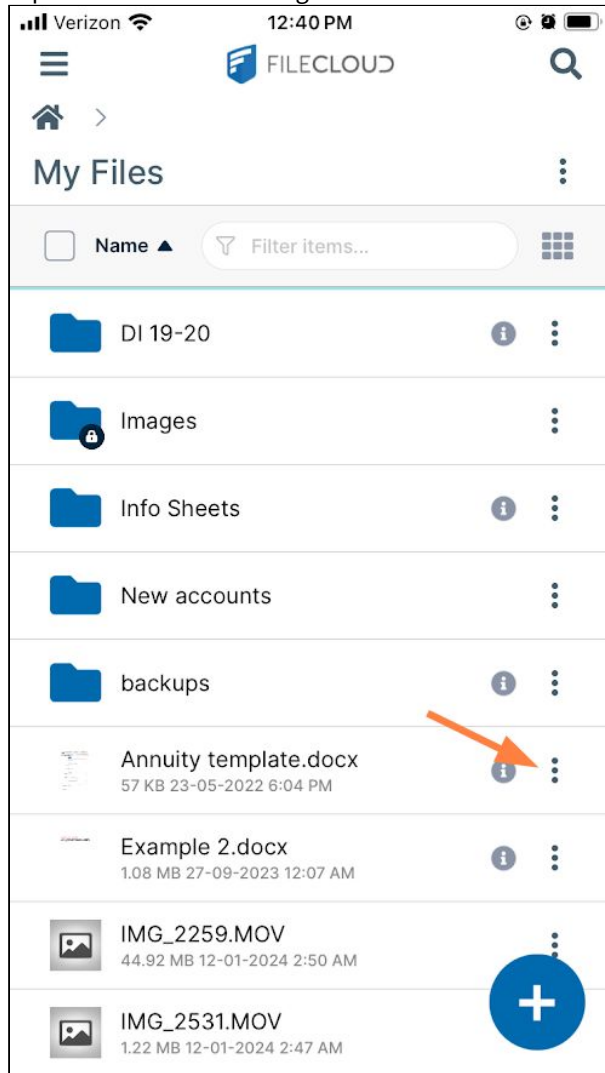 Verizon 12:40 PM
FILECLOUD
My Files
Name Filter items...
DI 19-20
Images
Info Sheets
New accounts
backups
Annuity template.docx
57 KB 23-05-2022 6:04 PM
Example 2.docx
1.08 MB 27-09-2023 12:07 AM
IMG_2259.MOV
44.92 MB 12-01-2024 2:50 AM
IMG_2531.MOV
1.22 MB 12-01-2024 2:47 AM